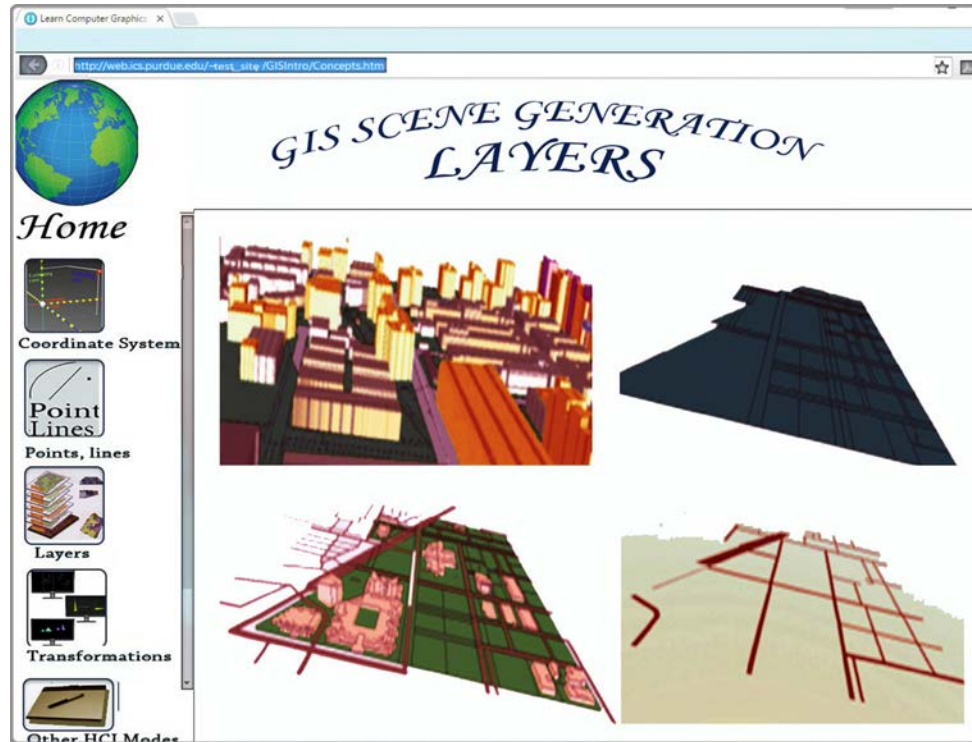 Learn Computer Graphic
http://web.ics.purdue.edu/~test_site/GISIntro/Concepts.htm
GIS SCENE GENERATION
LAYERS
Home
Coordinate System
Point
Lines
Points, lines
Layers
Transformations
Other HCI Modes